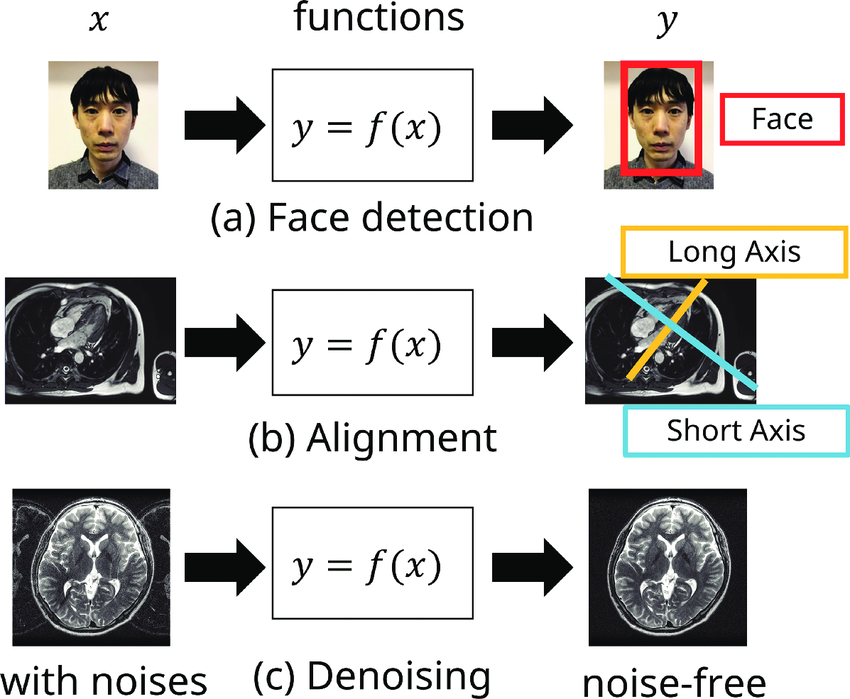 x functions y
y = f(x)
Face
(a) Face detection
Long Axis
y = f(x)
(b) Alignment
Short Axis
y = f(x)
with noises (c) Denoising noise-free